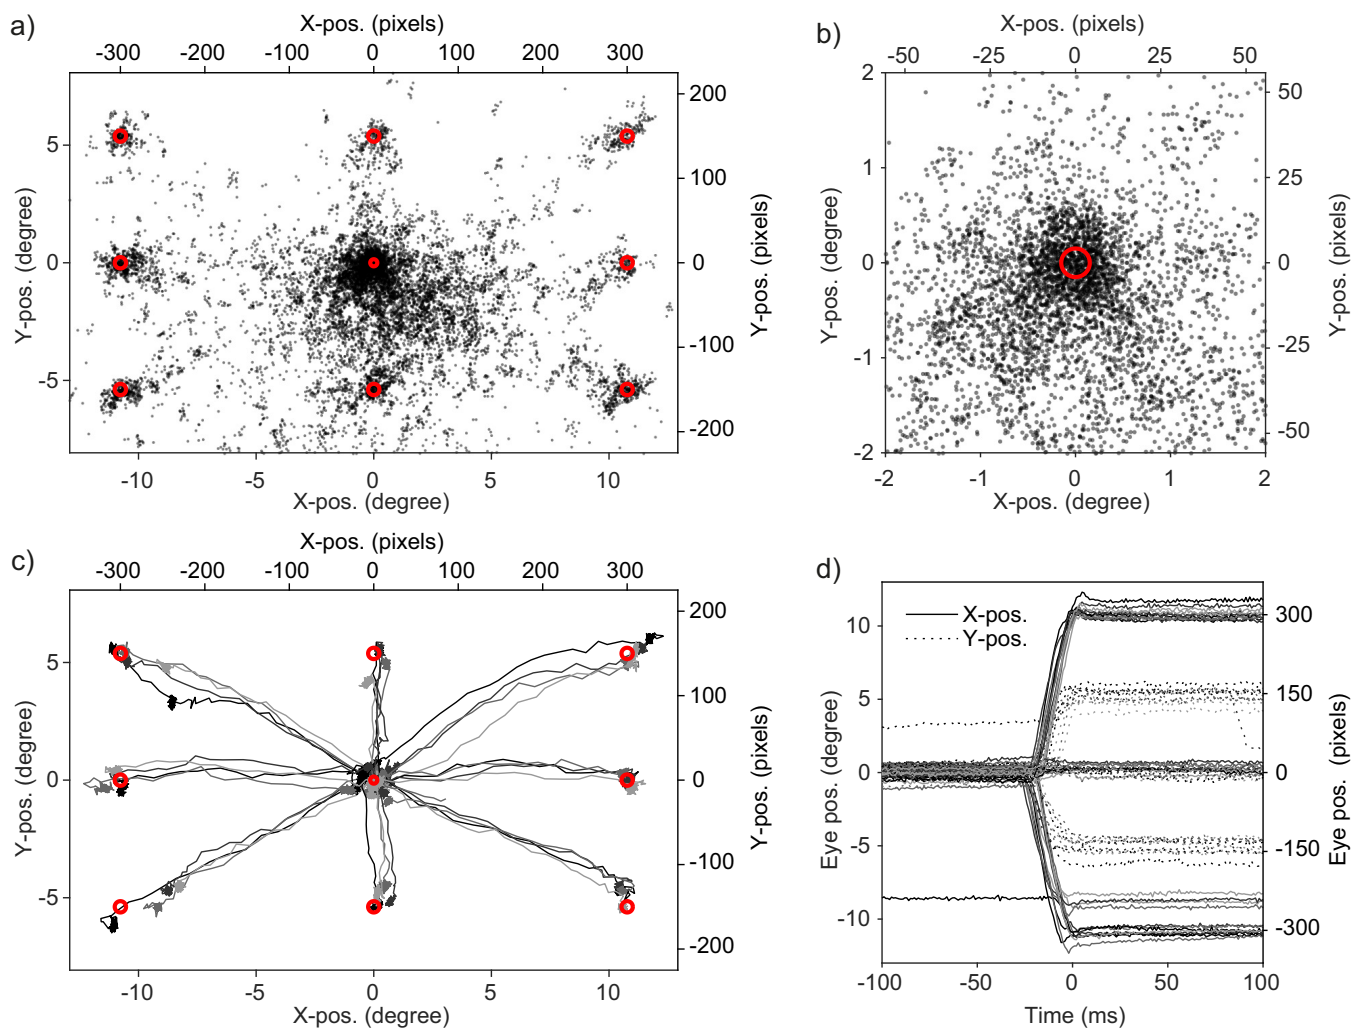 a)
X-pos. (pixels)
-300 -200 -100 0 100 200 300
5
0
-5
Y-pos. (degree)
200
100
0
-100
-200
Y-pos. (pixels)
-10 -5 0 5 10
X-pos. (degree)
b)
X-pos. (pixels)
-50 -25 0 25 50
2
1
0
-1
-2
Y-pos. (degree)
50
25
0
-25
-50
Y-pos. (pixels)
-2 -1 0 1 2
X-pos. (degree)
c)
X-pos. (pixels)
-300 -200 -100 0 100 200 300
5
0
-5
Y-pos. (degree)
200
100
0
-100
-200
Y-pos. (pixels)
-10 -5 0 5 10
X-pos. (degree)
d)
X-pos.
Y-pos.
10
5
0
-5
-10
Eye pos. (degree)
300
150
0
-150
-300
Eye pos. (pixels)
-100 -50 0 50 100
Time (ms)